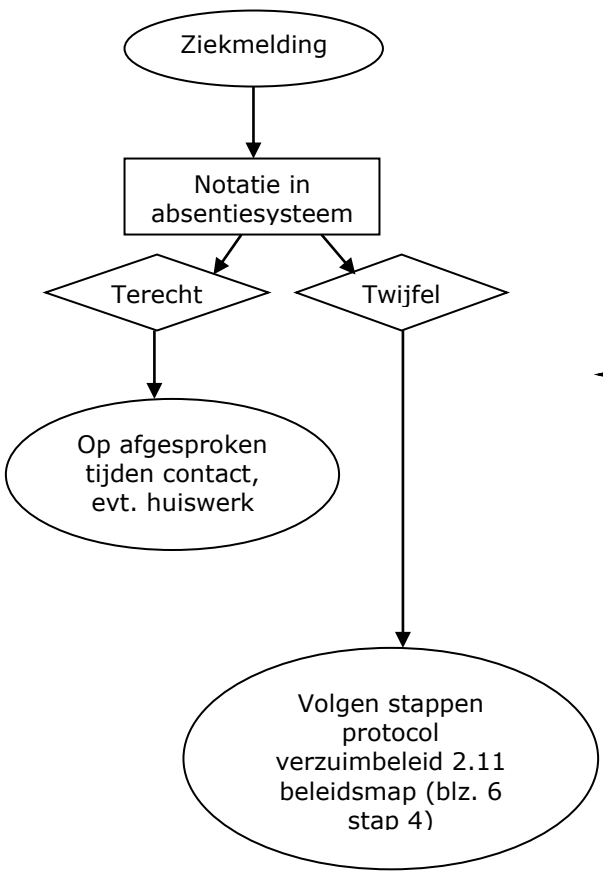 Ziekmelding
Notatie in
absentiesysteem
Terecht
Twijfel
Op afgesproken
tijden contact,
evt. huiswerk
Volgen stappen
protocol
verzuimbeleid 2.11
beleidsmap (blz. 6
stap 4)